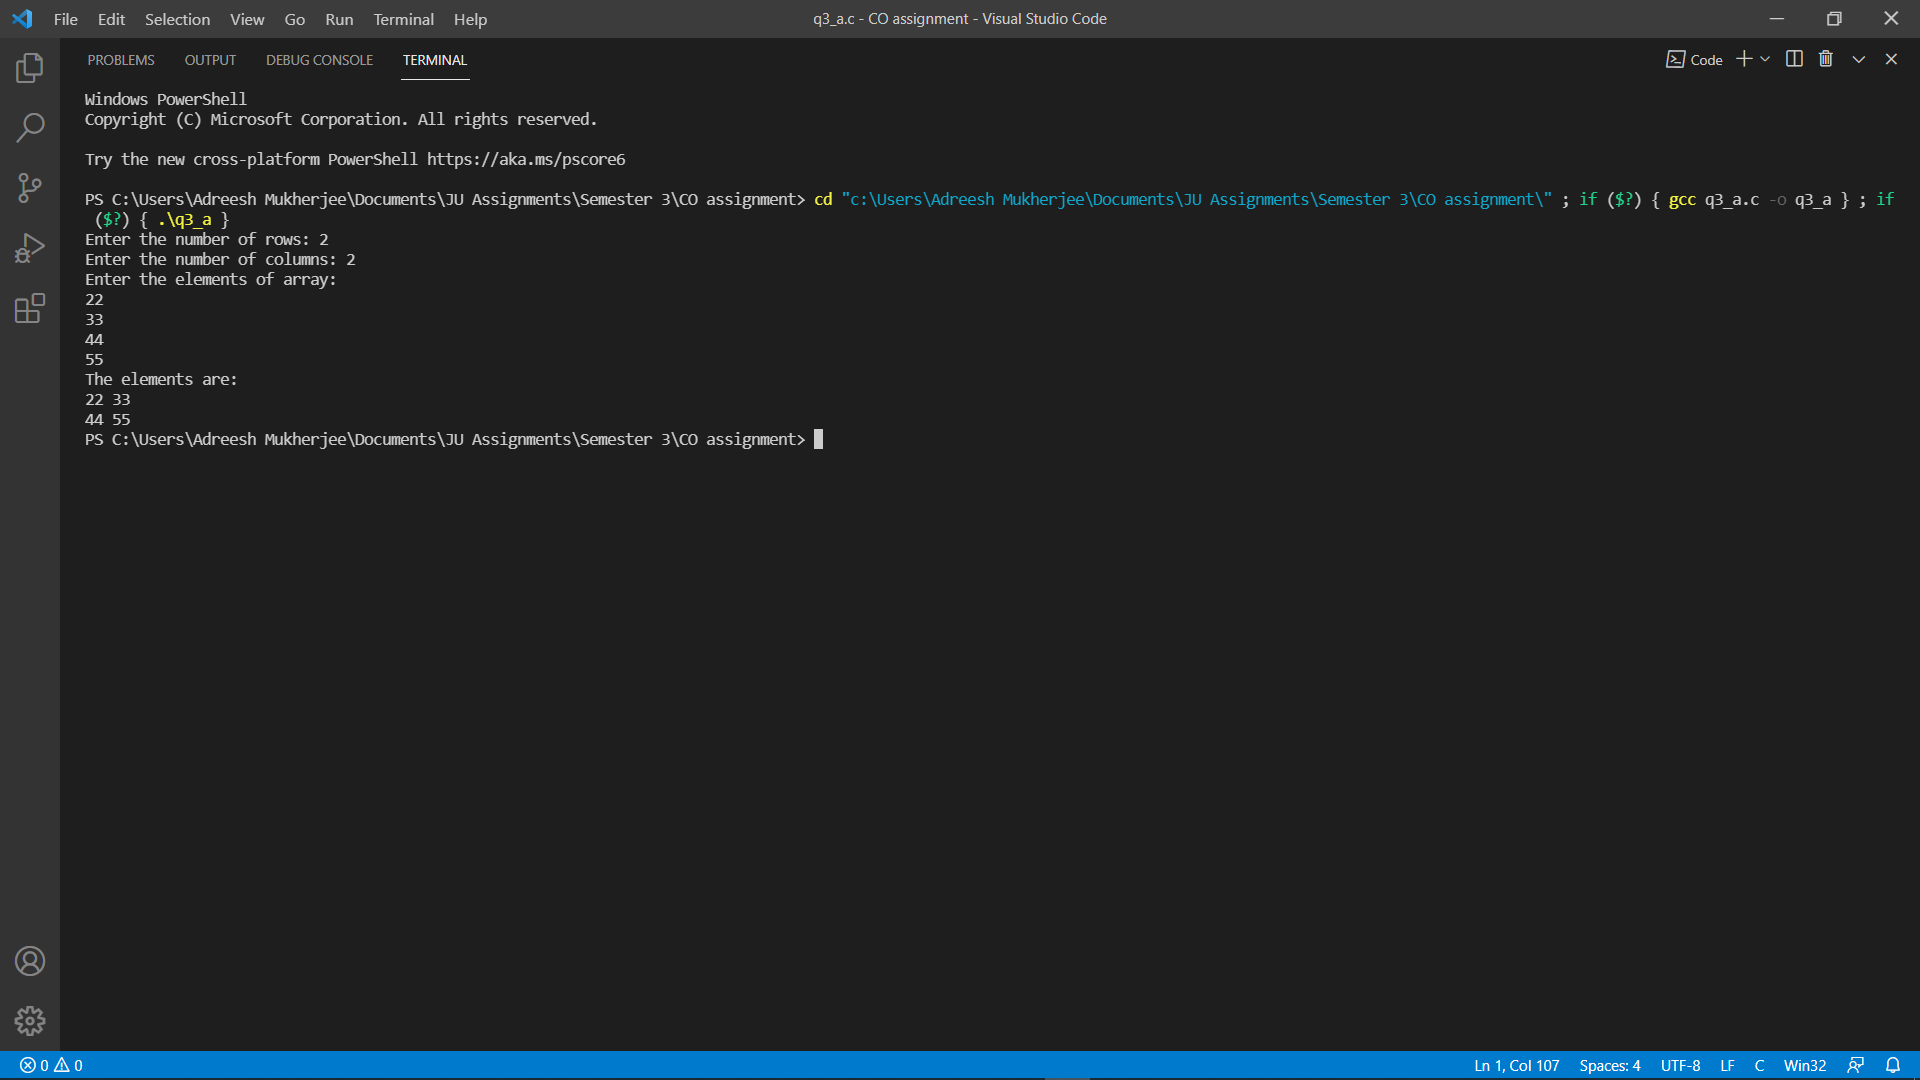 File Edit Selection View Go Run Terminal Help
q3_a.c - CO assignment - Visual Studio Code
PROBLEMS OUTPUT DEBUG CONSOLE TERMINAL
Code
Windows PowerShell
Copyright (C) Microsoft Corporation. All rights reserved.
Try the new cross-platform PowerShell https://aka.ms/pscore6
PS C:\Users\Adreesh Mukherjee\Documents\JU Assignments\Semester 3\CO assignment> cd "c:\Users\Adreesh Mukherjee\Documents\JU Assignments\Semester 3\CO assignment\" ; if ($?) { gcc q3_a.c -o q3_a } ; if
($?) { .\q3_a }
Enter the number of rows: 2
Enter the number of columns: 2
Enter the elements of array:
22
33
44
55
The elements are:
22 33
44 55
PS C:\Users\Adreesh Mukherjee\Documents\JU Assignments\Semester 3\CO assignment>
0 0
Ln 1, Col 107 Spaces: 4 UTF-8 LF C Win32